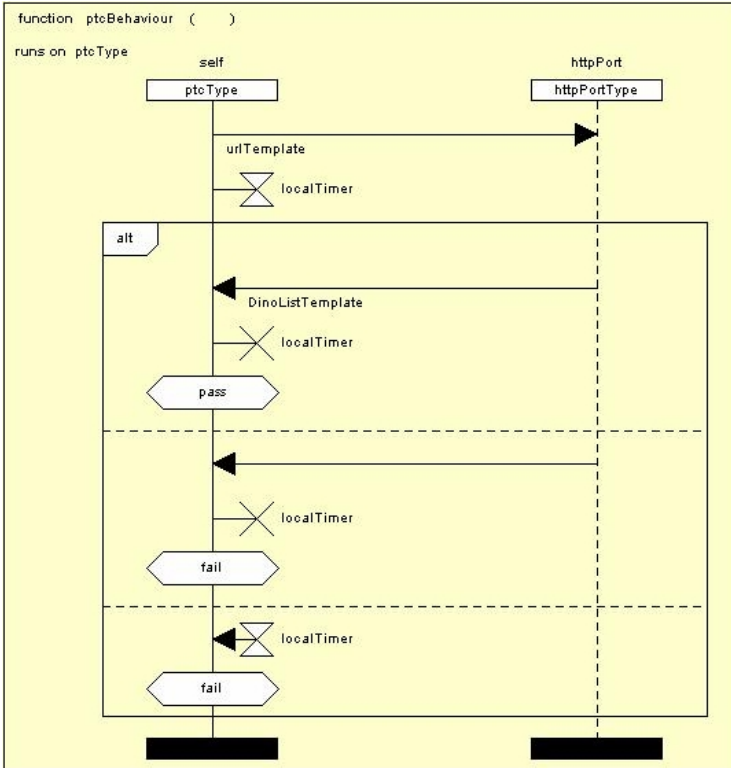 function ptcBehaviour ( )
runs on ptcType
self httpPort
ptcType httpPortType
urlTemplate
localTimer
alt
DinoListTemplate
localTimer
pass
localTimer
fail
localTimer
fail